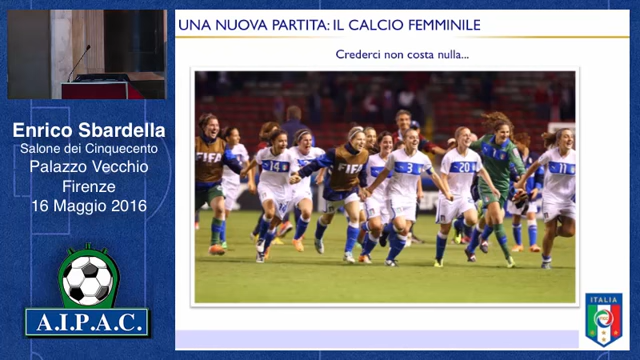 UNA NUOVA PARTITA: IL CALCIO FEMMINILE
Crederci non costa nulla...
Enrico Sbardella
Salone dei Cinquecento
Palazzo Vecchio
Firenze
16 Maggio 2016
A.I.P.A.C.
FIFA
FIFA
14
3
20
11
ITALIA